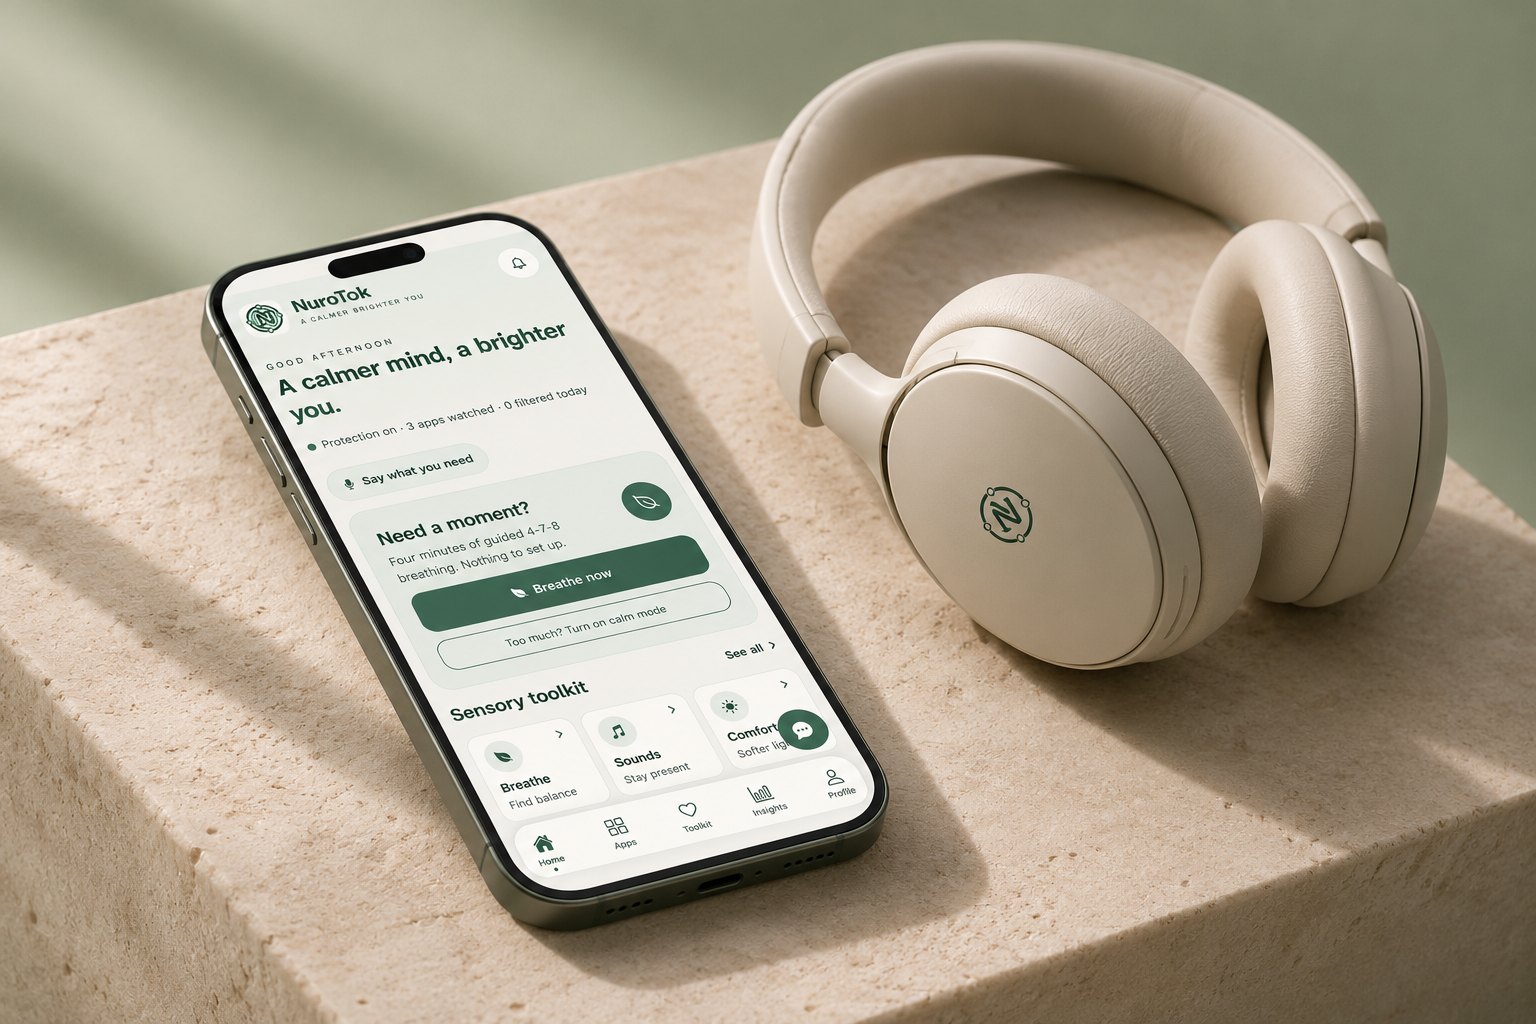 NuroTok
A CALMER BRIGHTER YOU
GOOD AFTERNOON
A calmer mind, a brighter
you.
Protection on · 3 apps watched · 0 filtered today
Say what you need
Need a moment?
Four minutes of guided 4-7-8
breathing. Nothing to set up.
Breathe now
Too much? Turn on calm mode
Sensory toolkit
See all
Breathe
Find balance
Sounds
Stay present
Comfort
Softer lig
Home
Apps
Toolkit
Insights
Profile
N